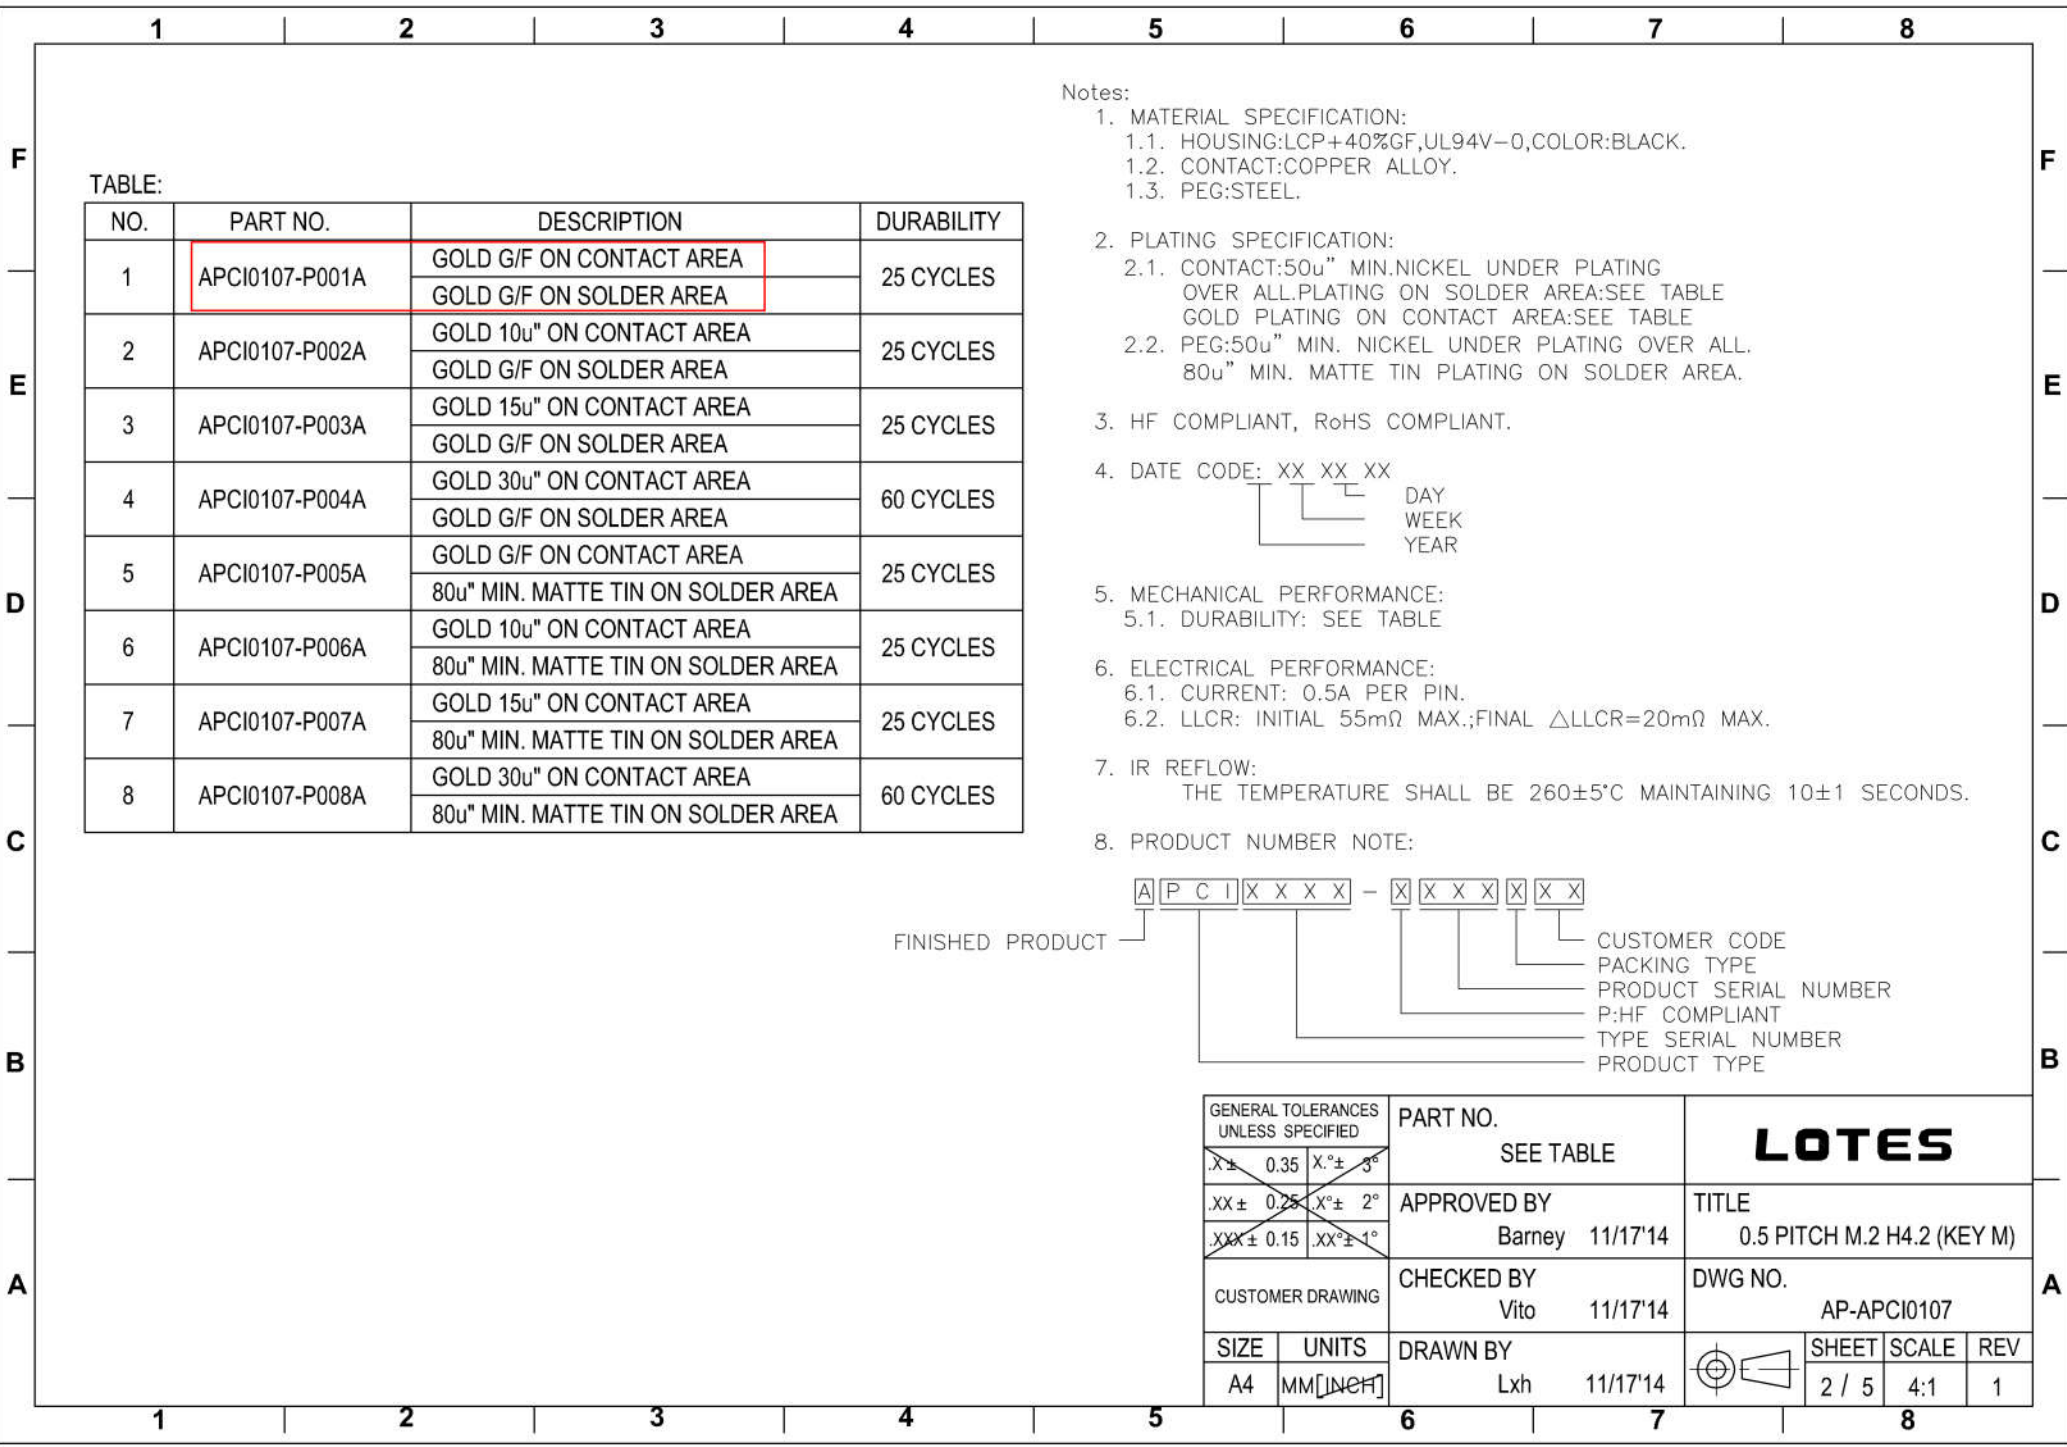 1 2 3 4 5 6 7 8
F
E
D
C
B
A
TABLE:
NO. PART NO. DESCRIPTION DURABILITY
1 APCI0107-P001A GOLD G/F ON CONTACT AREA 25 CYCLES
GOLD G/F ON SOLDER AREA
2 APCI0107-P002A GOLD 10u" ON CONTACT AREA 25 CYCLES
GOLD G/F ON SOLDER AREA
3 APCI0107-P003A GOLD 15u" ON CONTACT AREA 25 CYCLES
GOLD G/F ON SOLDER AREA
4 APCI0107-P004A GOLD 30u" ON CONTACT AREA 60 CYCLES
GOLD G/F ON SOLDER AREA
5 APCI0107-P005A GOLD G/F ON CONTACT AREA 25 CYCLES
80u" MIN. MATTE TIN ON SOLDER AREA
6 APCI0107-P006A GOLD 10u" ON CONTACT AREA 25 CYCLES
80u" MIN. MATTE TIN ON SOLDER AREA
7 APCI0107-P007A GOLD 15u" ON CONTACT AREA 25 CYCLES
80u" MIN. MATTE TIN ON SOLDER AREA
8 APCI0107-P008A GOLD 30u" ON CONTACT AREA 60 CYCLES
80u" MIN. MATTE TIN ON SOLDER AREA
Notes:
1. MATERIAL SPECIFICATION:
1.1. HOUSING:LCP+40%GF,UL94V-0,COLOR:BLACK.
1.2. CONTACT:COPPER ALLOY.
1.3. PEG:STEEL.
2. PLATING SPECIFICATION:
2.1. CONTACT:50u" MIN.NICKEL UNDER PLATING
OVER ALL.PLATING ON SOLDER AREA:SEE TABLE
GOLD PLATING ON CONTACT AREA:SEE TABLE
2.2. PEG:50u" MIN. NICKEL UNDER PLATING OVER ALL.
80u" MIN. MATTE TIN PLATING ON SOLDER AREA.
3. HF COMPLIANT, RoHS COMPLIANT.
4. DATE CODE: XX XX XX
DAY
WEEK
YEAR
5. MECHANICAL PERFORMANCE:
5.1. DURABILITY: SEE TABLE
6. ELECTRICAL PERFORMANCE:
6.1. CURRENT: 0.5A PER PIN.
6.2. LLCR: INITIAL 55mΩ MAX.;FINAL △LLCR=20mΩ MAX.
7. IR REFLOW:
THE TEMPERATURE SHALL BE 260±5°C MAINTAINING 10±1 SECONDS.
8. PRODUCT NUMBER NOTE:
A P C I X X X X - X X X X X X X
FINISHED PRODUCT
CUSTOMER CODE
PACKING TYPE
PRODUCT SERIAL NUMBER
P:HF COMPLIANT
TYPE SERIAL NUMBER
PRODUCT TYPE
GENERAL TOLERANCES
UNLESS SPECIFIED
.X ± 0.35 X.°± 3°
.XX ± 0.25 .X°± 2°
.XXX ± 0.15 .XX°± 1°
CUSTOMER DRAWING
SIZE UNITS
A4 MM[INCH]
PART NO.
SEE TABLE
APPROVED BY
Barney 11/17'14
CHECKED BY
Vito 11/17'14
DRAWN BY
Lxh 11/17'14
LOTES
TITLE
0.5 PITCH M.2 H4.2 (KEY M)
DWG NO.
AP-APCI0107
SHEET SCALE REV
2 / 5 4:1 1
F
E
D
C
B
A
1 2 3 4 5 6 7 8